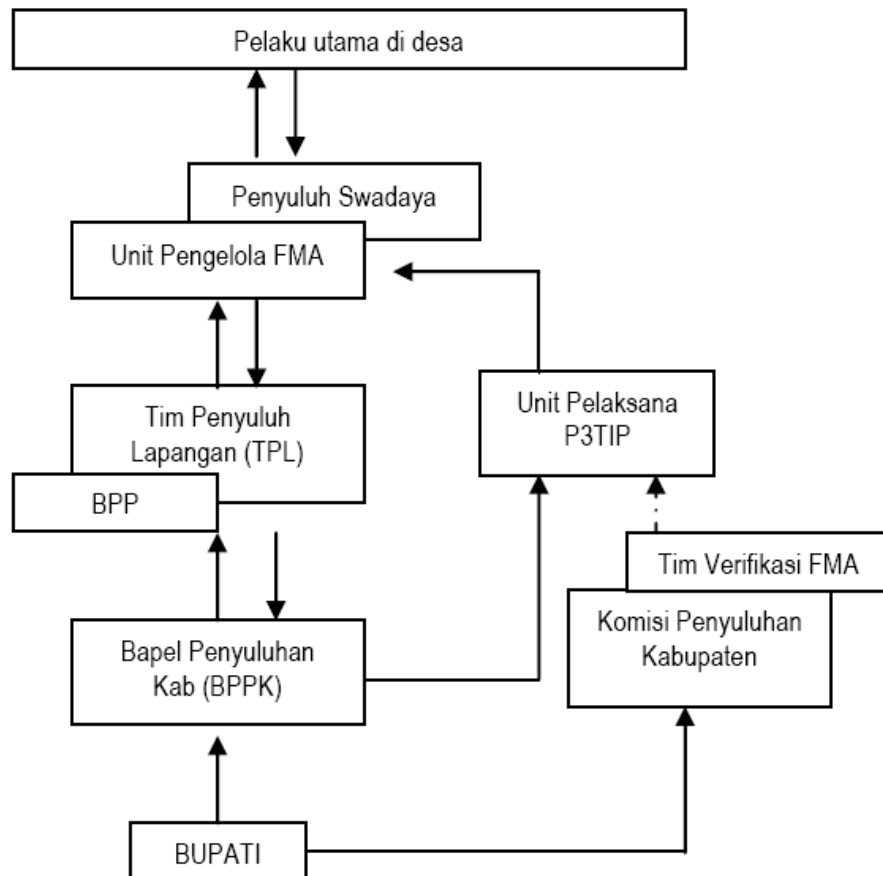 Pelaku utama di desa
Penyuluh Swadaya
Unit Pengelola FMA
Unit Pelaksana
P3TIP
Tim Penyuluh
Lapangan (TPL)
BPP
Tim Verifikasi FMA
Komisi Penyuluhan
Kabupaten
Bapel Penyuluhan
Kab (BPPK)
BUPATI